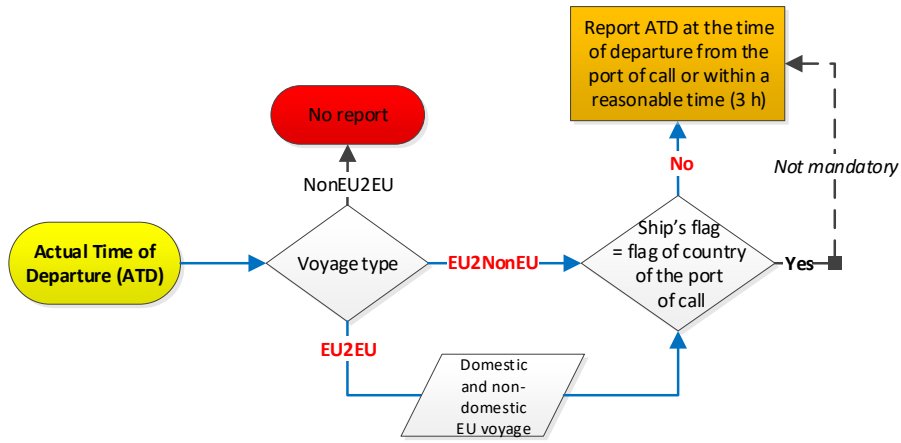 Report ATD at the time
of departure from the
port of call or within a
reasonable time (3 h)
No report
NonEU2EU
No
Not mandatory
Actual Time of
Departure (ATD)
Voyage type
EU2NonEU
Ship's flag
= flag of country
of the port
of call
Yes
EU2EU
Domestic
and non-
domestic
EU voyage